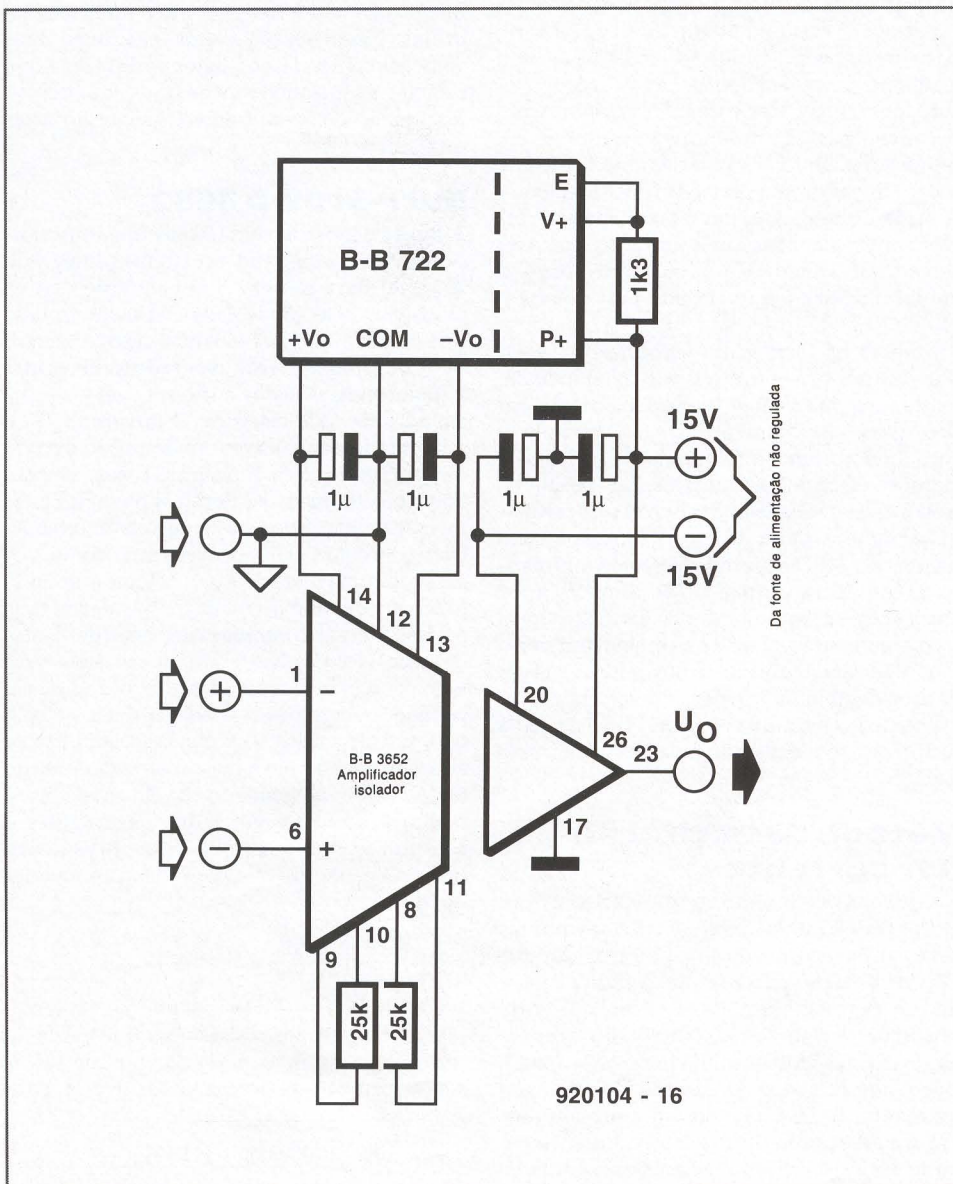 E
V+
B-B 722
1k3
+Vo COM –Vo P+
15V
1µ 1µ 1µ 1µ
+
−
15V
Da fonte de alimentação não regulada
14
12
13
1 −
+
20
B-B 3652
Amplificador
isolador
26 23 U O
6 +
−
17
11
8
10
9
25k 25k
920104 - 16